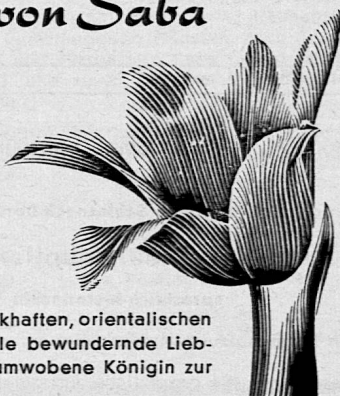 von Saba
khaften, orientalischen
le bewundernde Lieb-
umwobene Königin zur